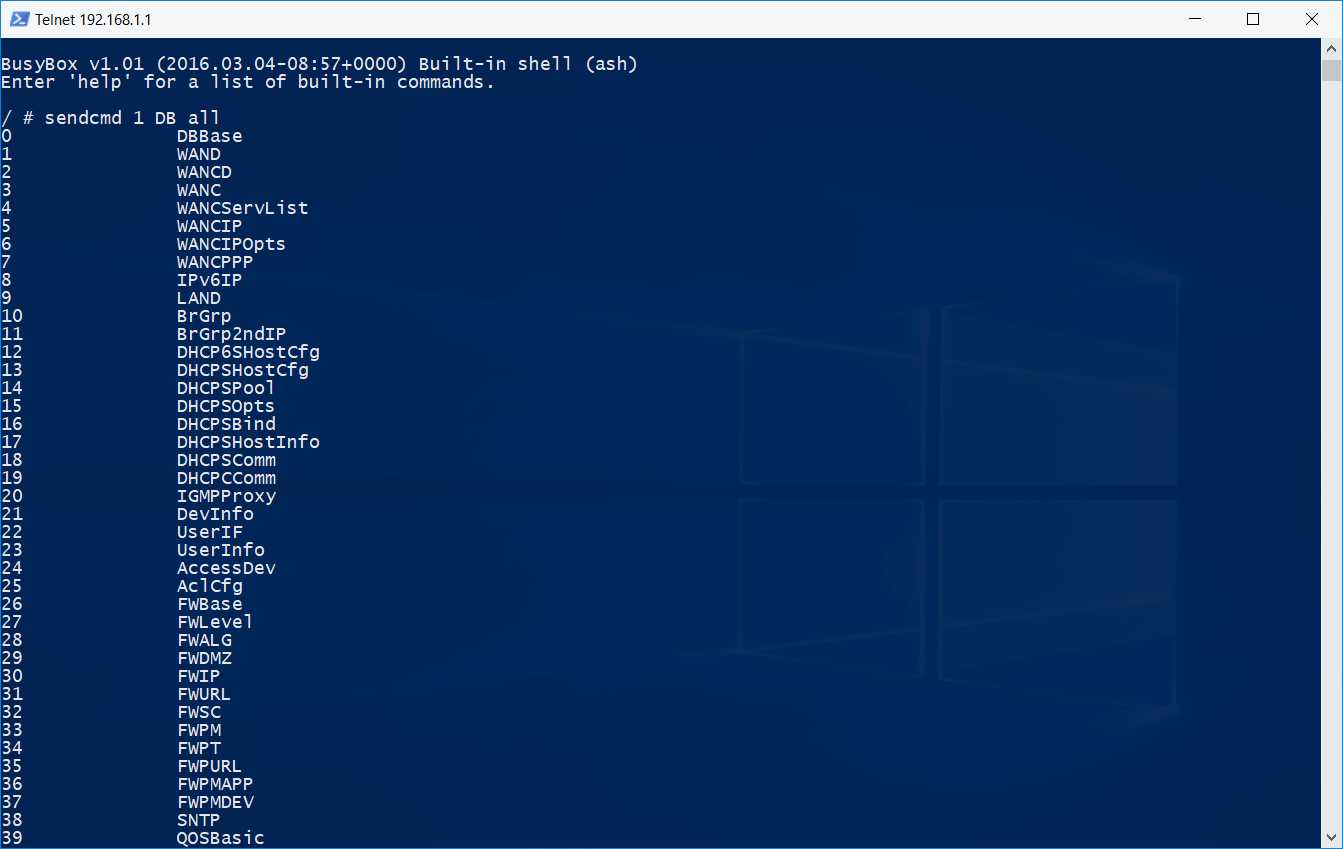 Telnet 192.168.1.1
BusyBox v1.01 (2016.03.04-08:57+0000) Built-in shell (ash)
Enter 'help' for a list of built-in commands.
/ # sendcmd 1 DB all
0 DBBase
1 WAND
2 WANCD
3 WANC
4 WANCServList
5 WANCIP
6 WANCIPOpts
7 WANCPPP
8 IPv6IP
9 LAND
10 BrGrp
11 BrGrp2ndIP
12 DHCP6SHostCfg
13 DHCPSHostCfg
14 DHCPSPool
15 DHCPSOpts
16 DHCPSBind
17 DHCPSHostInfo
18 DHCPSComm
19 DHCPCComm
20 IGMPProxy
21 DevInfo
22 UserIF
23 UserInfo
24 AccessDev
25 AclCfg
26 FWBase
27 FWLevel
28 FWALG
29 FWDMZ
30 FWIP
31 FWURL
32 FWSC
33 FWPM
34 FWPT
35 FWPURL
36 FWPMAPP
37 FWPMDEV
38 SNTP
39 QOSBasic